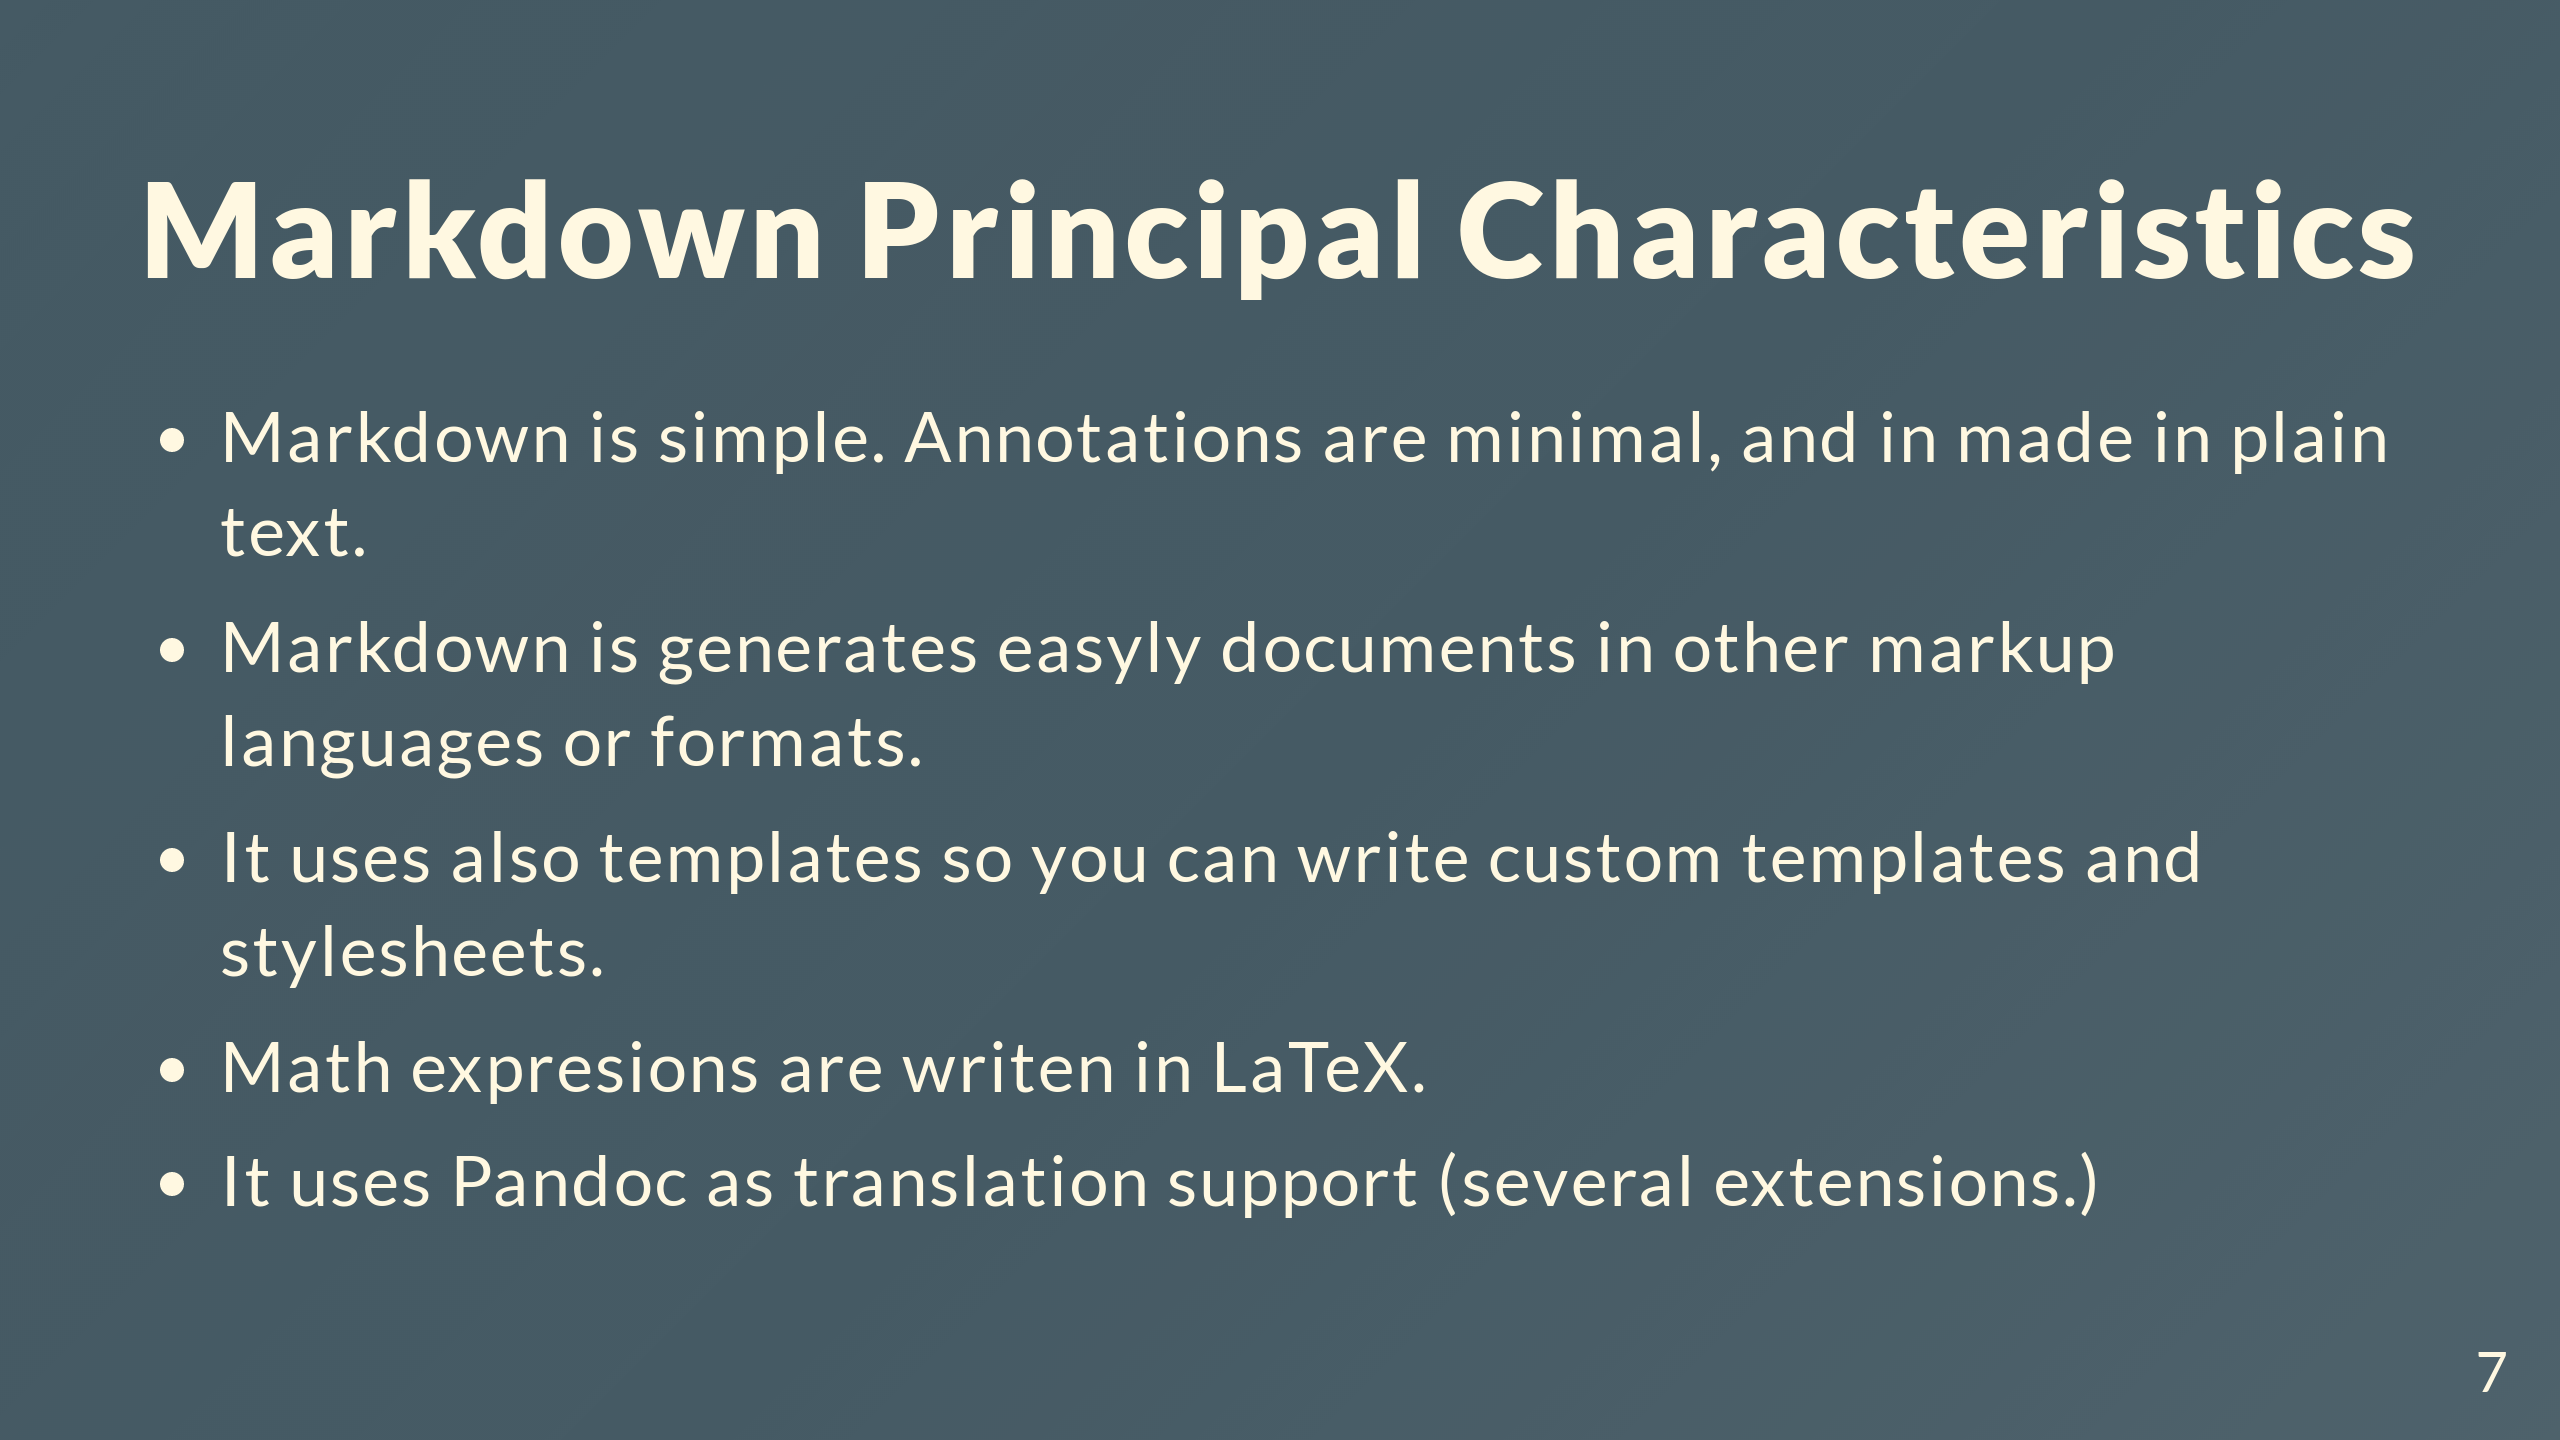 Markdown Principal Characteristics
• Markdown is simple. Annotations are minimal, and in made in plain
text.
• Markdown is generates easyly documents in other markup
languages or formats.
• It uses also templates so you can write custom templates and
stylesheets.
• Math expresions are writen in LaTeX.
• It uses Pandoc as translation support (several extensions.)
7